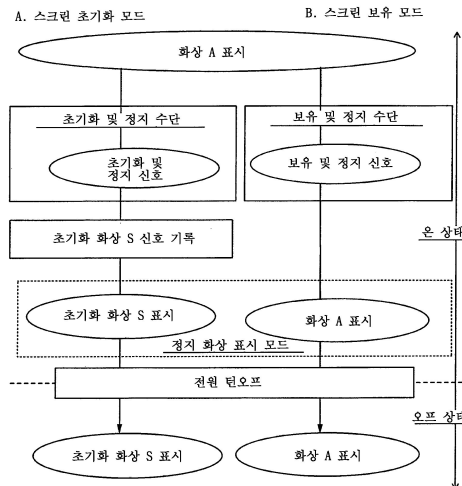 A. 스크린 초기화 모드
B. 스크린 보유 모드
화상 A 표시
초기화 및 정지 수단
보유 및 정지 수단
초기화 및
정지 신호
보유 및 정지 신호
초기화 화상 S 신호 기록
온 상태
초기화 화상 S 표시
화상 A 표시
정지 화상 표시 모드
전원 턴오프
오프 상태
초기화 화상 S 표시
화상 A 표시